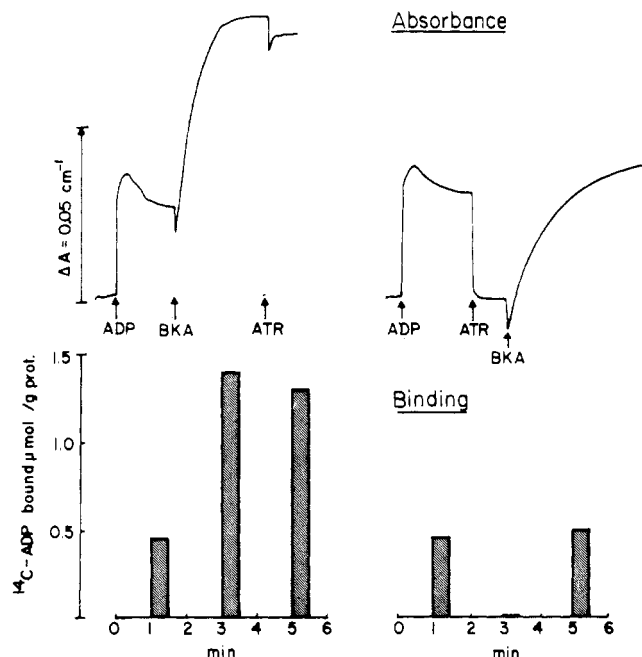 Absorbance
ΔA = 0.05 cm⁻¹
ADP
BKA
ATR
ADP
ATR
BKA
Binding
¹⁴C-ADP bound μmol /g prot.
1.5
1.0
0.5
0 1 2 3 4 5 6
min
0 1 2 3 4 5 6
min